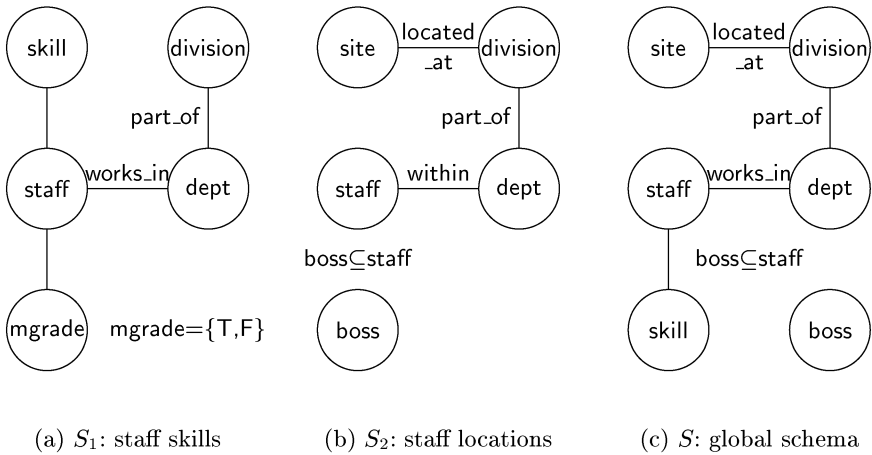 skill division site located division site located division
_at _at
part_of part_of part_of
staff works_in dept staff within dept staff works_in dept
boss⊆staff boss⊆staff
mgrade mgrade={T,F} boss skill boss
(a) S1: staff skills (b) S2: staff locations (c) S: global schema